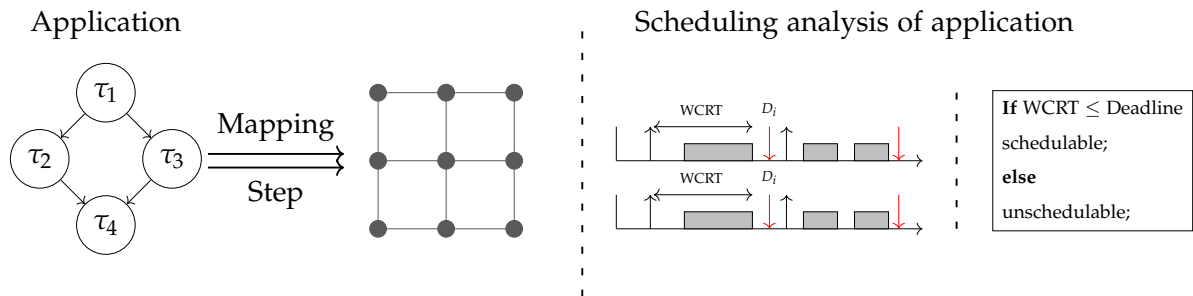 Application
Scheduling analysis of application
τ1
τ2
τ3
τ4
Mapping
Step
WCRT
Di
WCRT
Di
If WCRT ≤ Deadline
schedulable;
else
unschedulable;